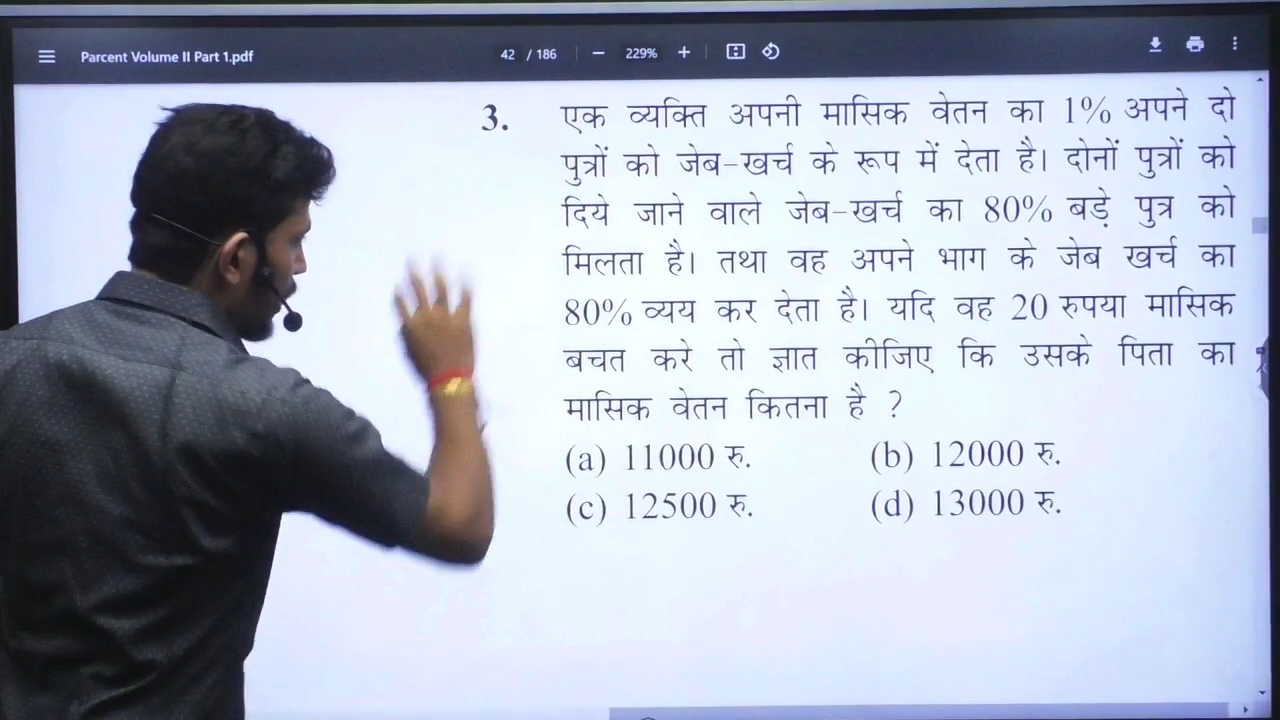 Parcent Volume II Part 1.pdf
42 / 186
229%
3. एक व्यक्ति अपनी मासिक वेतन का 1% अपने दो
पुत्रों को जेब-खर्च के रूप में देता है। दोनों पुत्रों को
दिये जाने वाले जेब-खर्च का 80% बड़े पुत्र को
मिलता है। तथा वह अपने भाग के जेब खर्च का
80% व्यय कर देता है। यदि वह 20 रुपया मासिक
बचत करे तो ज्ञात कीजिए कि उसके पिता का
मासिक वेतन कितना है ?
(a) 11000 रु. (b) 12000 रु.
(c) 12500 रु. (d) 13000 रु.